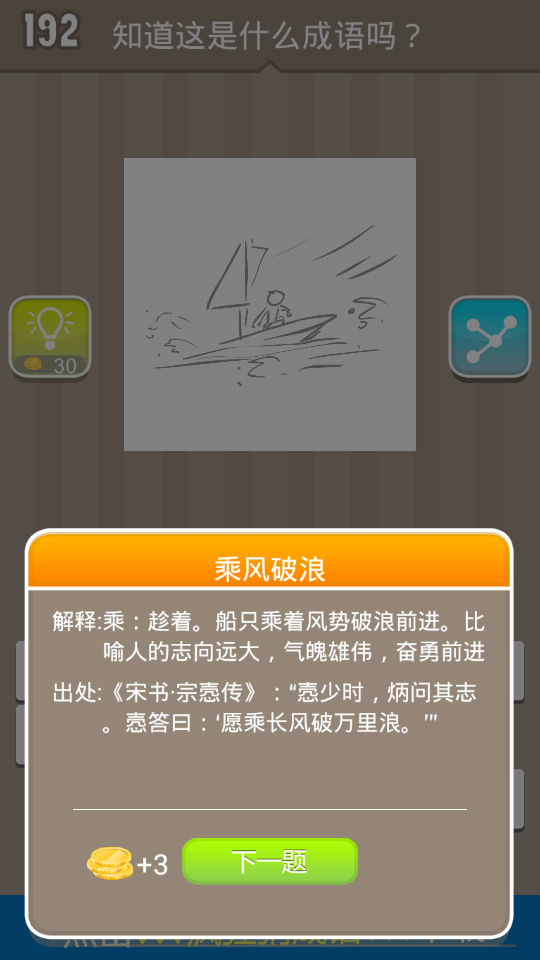 192 知道这是什么成语吗？
30
乘风破浪
解释:乘：趁着。船只乘着风势破浪前进。比
喻人的志向远大，气魄雄伟，奋勇前进
出处:《宋书·宗悫传》：“悫少时，炳问其志
。悫答曰：‘愿乘长风破万里浪。’”
+3 下一题